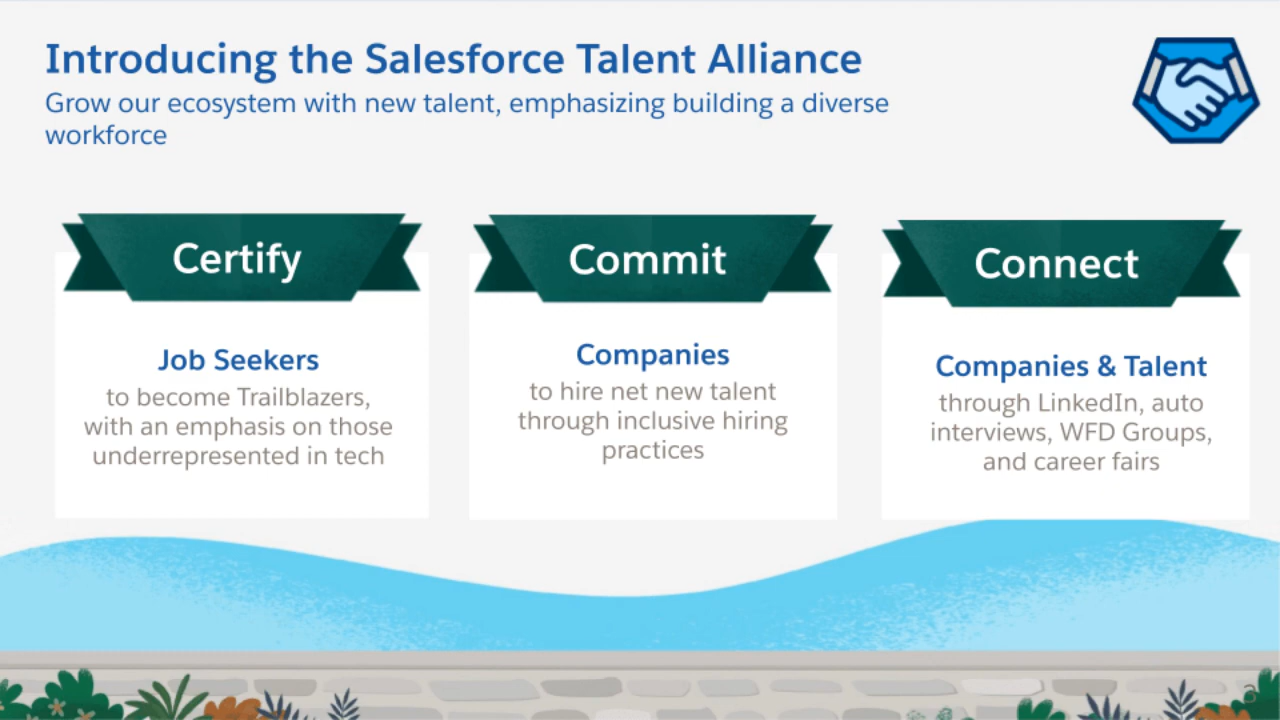 Introducing the Salesforce Talent Alliance
Grow our ecosystem with new talent, emphasizing building a diverse
workforce
Certify
Job Seekers
to become Trailblazers,
with an emphasis on those
underrepresented in tech
Commit
Companies
to hire net new talent
through inclusive hiring
practices
Connect
Companies & Talent
through LinkedIn, auto
interviews, WFD Groups,
and career fairs